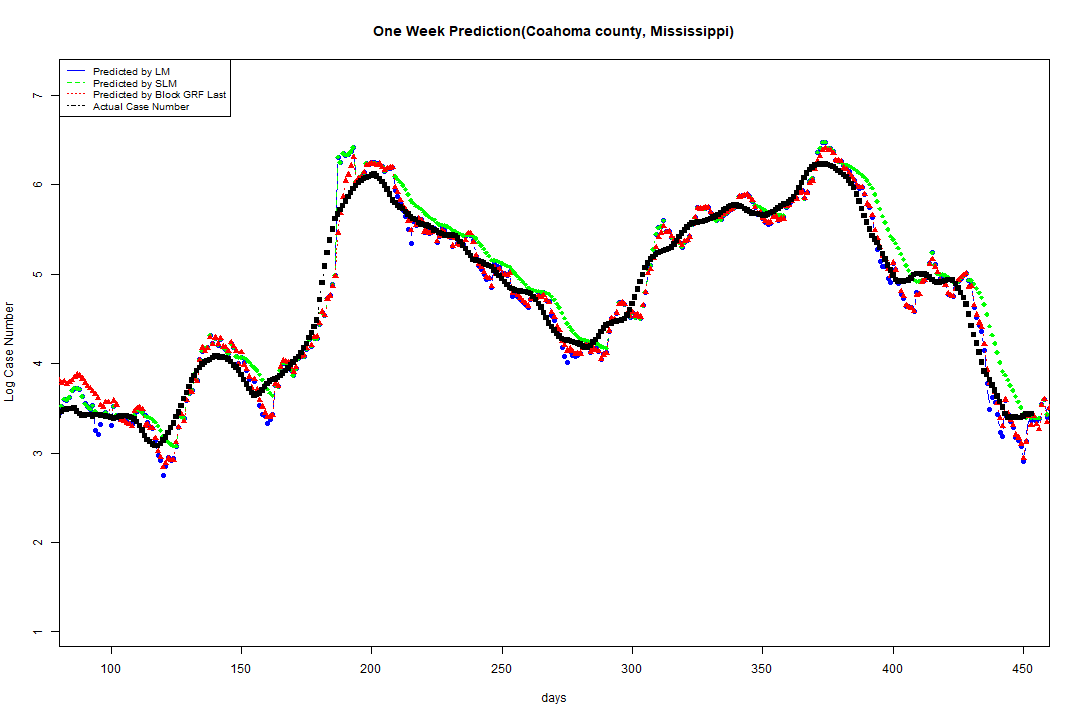 One Week Prediction(Coahoma county, Mississippi)
Predicted by LM
Predicted by SLM
Predicted by Block GRF Last
Actual Case Number
7
6
5
4
3
2
1
Log Case Number
100 150 200 250 300 350 400 450
days